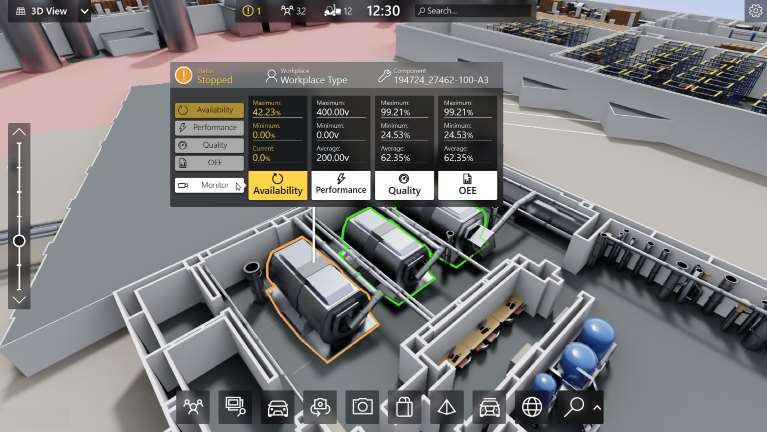 3D View
1
32
12
12:30
Search...
Status
Stopped
Workplace
Workplace Type
Component
194724_27462-100-A3
Availability
Performance
Quality
OEE
Monitor
Maximum:
42.23%
Minimum:
0.00%
Current:
0.0%
Availability
Maximum:
400.00v
Minimum:
0.00v
Average:
200.00v
Performance
Maximum:
99.21%
Minimum:
24.53%
Average:
62.35%
Quality
Maximum:
99.21%
Minimum:
24.53%
Average:
62.35%
OEE